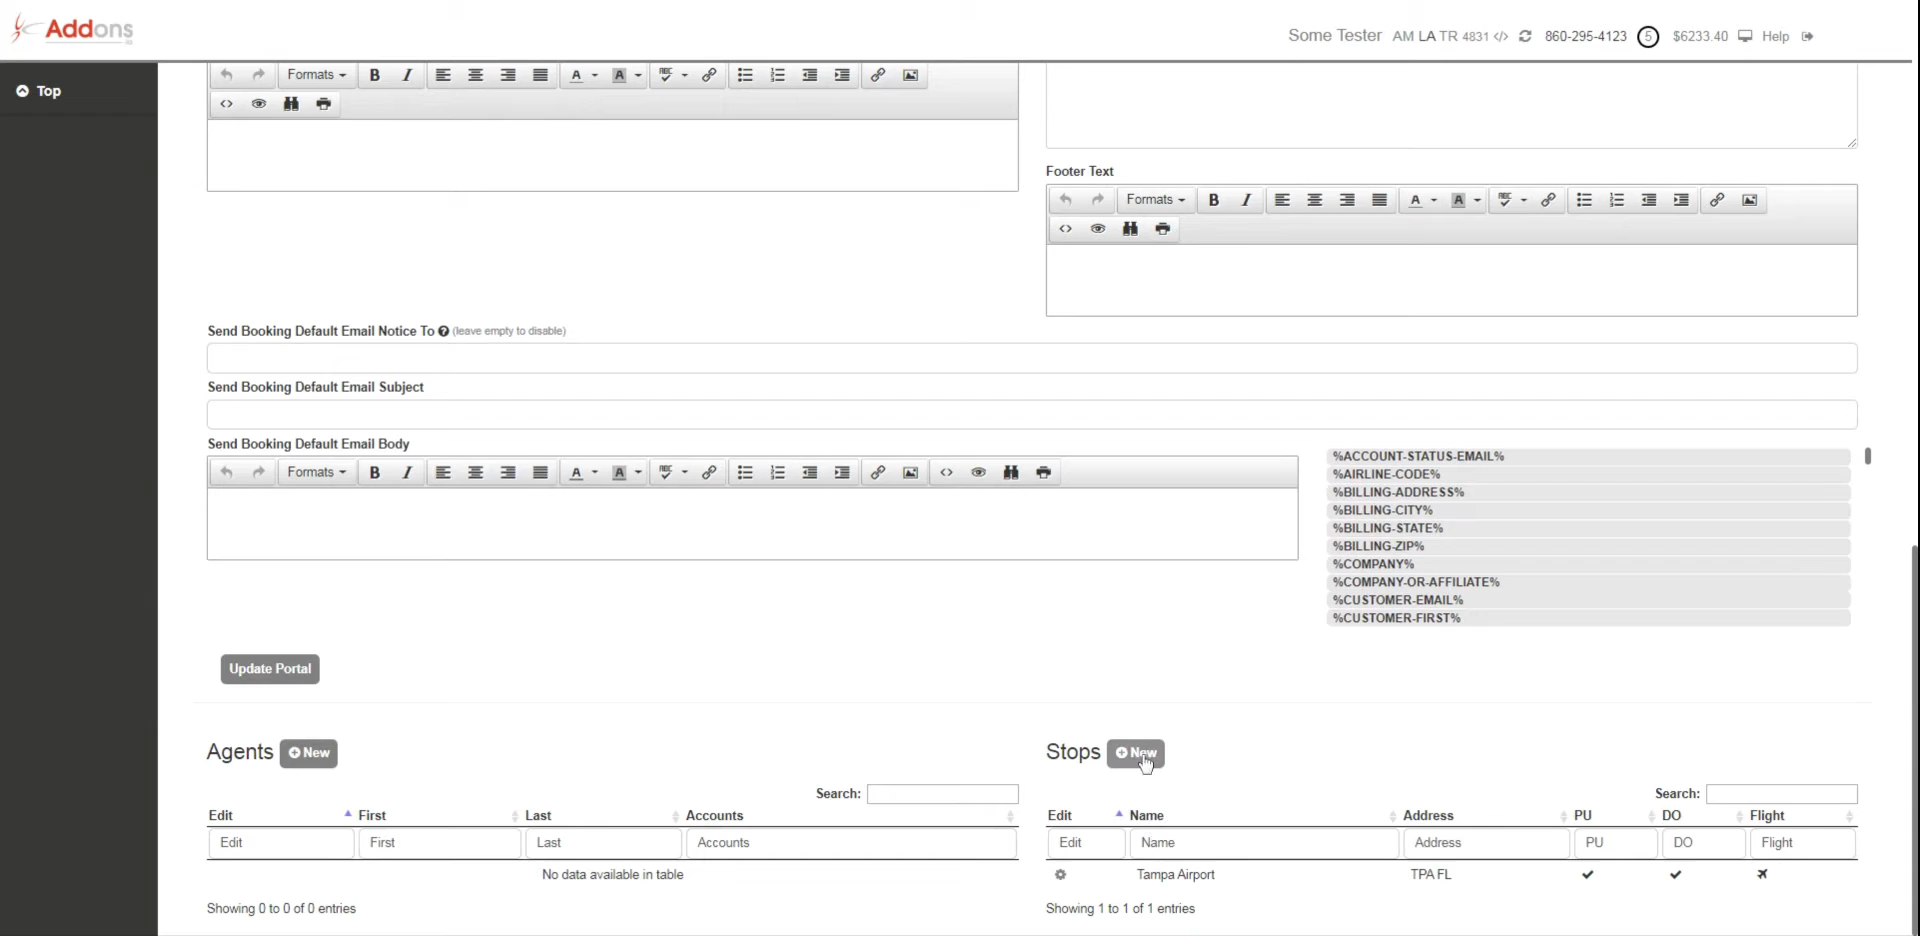 Addons
Some Tester AM LA TR 4831 860-295-4123 5 $6233.40 Help
Top
Formats B I A A ABC
Footer Text
Formats B I A A ABC
Send Booking Default Email Notice To (leave empty to disable)
Send Booking Default Email Subject
Send Booking Default Email Body
Formats B I A A ABC
%ACCOUNT-STATUS-EMAIL%
%AIRLINE-CODE%
%BILLING-ADDRESS%
%BILLING-CITY%
%BILLING-STATE%
%BILLING-ZIP%
%COMPANY%
%COMPANY-OR-AFFILIATE%
%CUSTOMER-EMAIL%
%CUSTOMER-FIRST%
Update Portal
Agents New
Search:
Edit First Last Accounts
Edit First Last Accounts
No data available in table
Showing 0 to 0 of 0 entries
Stops New
Search:
Edit Name Address PU DO Flight
Edit Name Address PU DO Flight
Tampa Airport TPA FL
Showing 1 to 1 of 1 entries